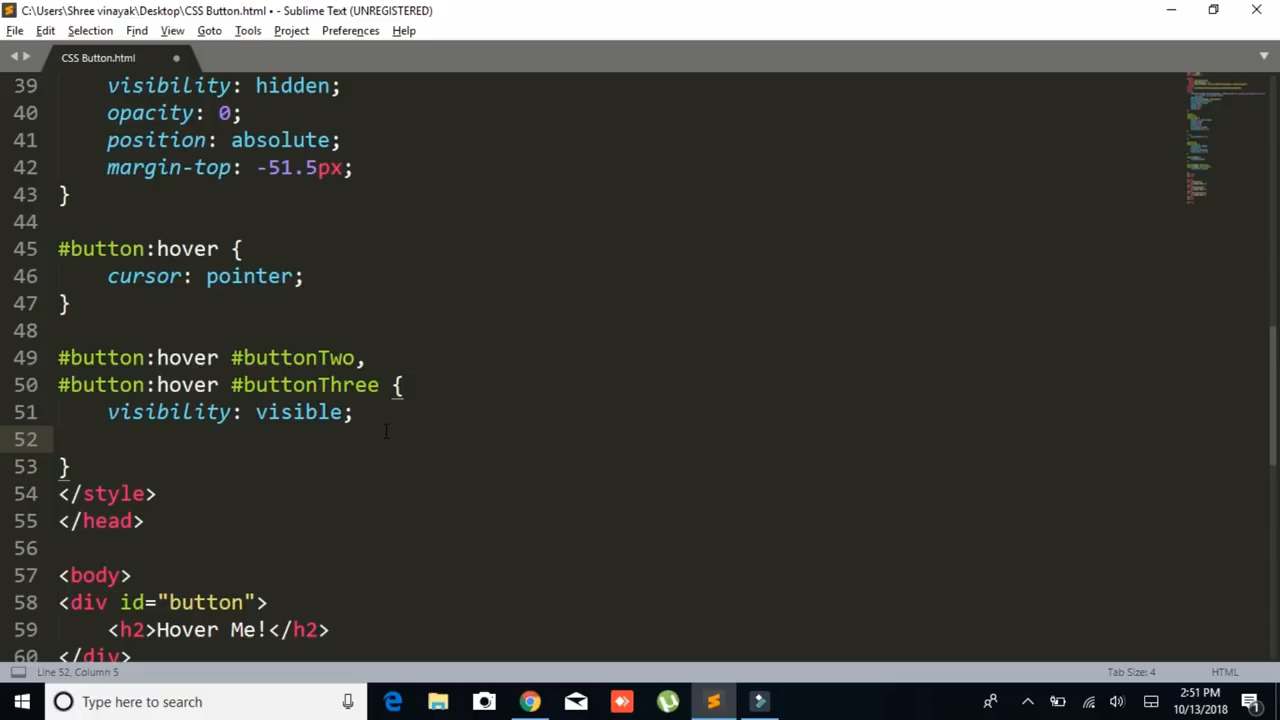 C:\Users\Shree vinayak\Desktop\CSS Button.html • - Sublime Text (UNREGISTERED)
File Edit Selection Find View Goto Tools Project Preferences Help
CSS Button.html
39 visibility: hidden;
40 opacity: 0;
41 position: absolute;
42 margin-top: -51.5px;
43 }
44
45 #button:hover {
46 cursor: pointer;
47 }
48
49 #button:hover #buttonTwo,
50 #button:hover #buttonThree {
51 visibility: visible;
52
53 }
54 </style>
55 </head>
56
57 <body>
58 <div id="button">
59 <h2>Hover Me!</h2>
60 </div>
Line 52, Column 5 Tab Size: 4 HTML
Type here to search
2:51 PM
10/13/2018
1